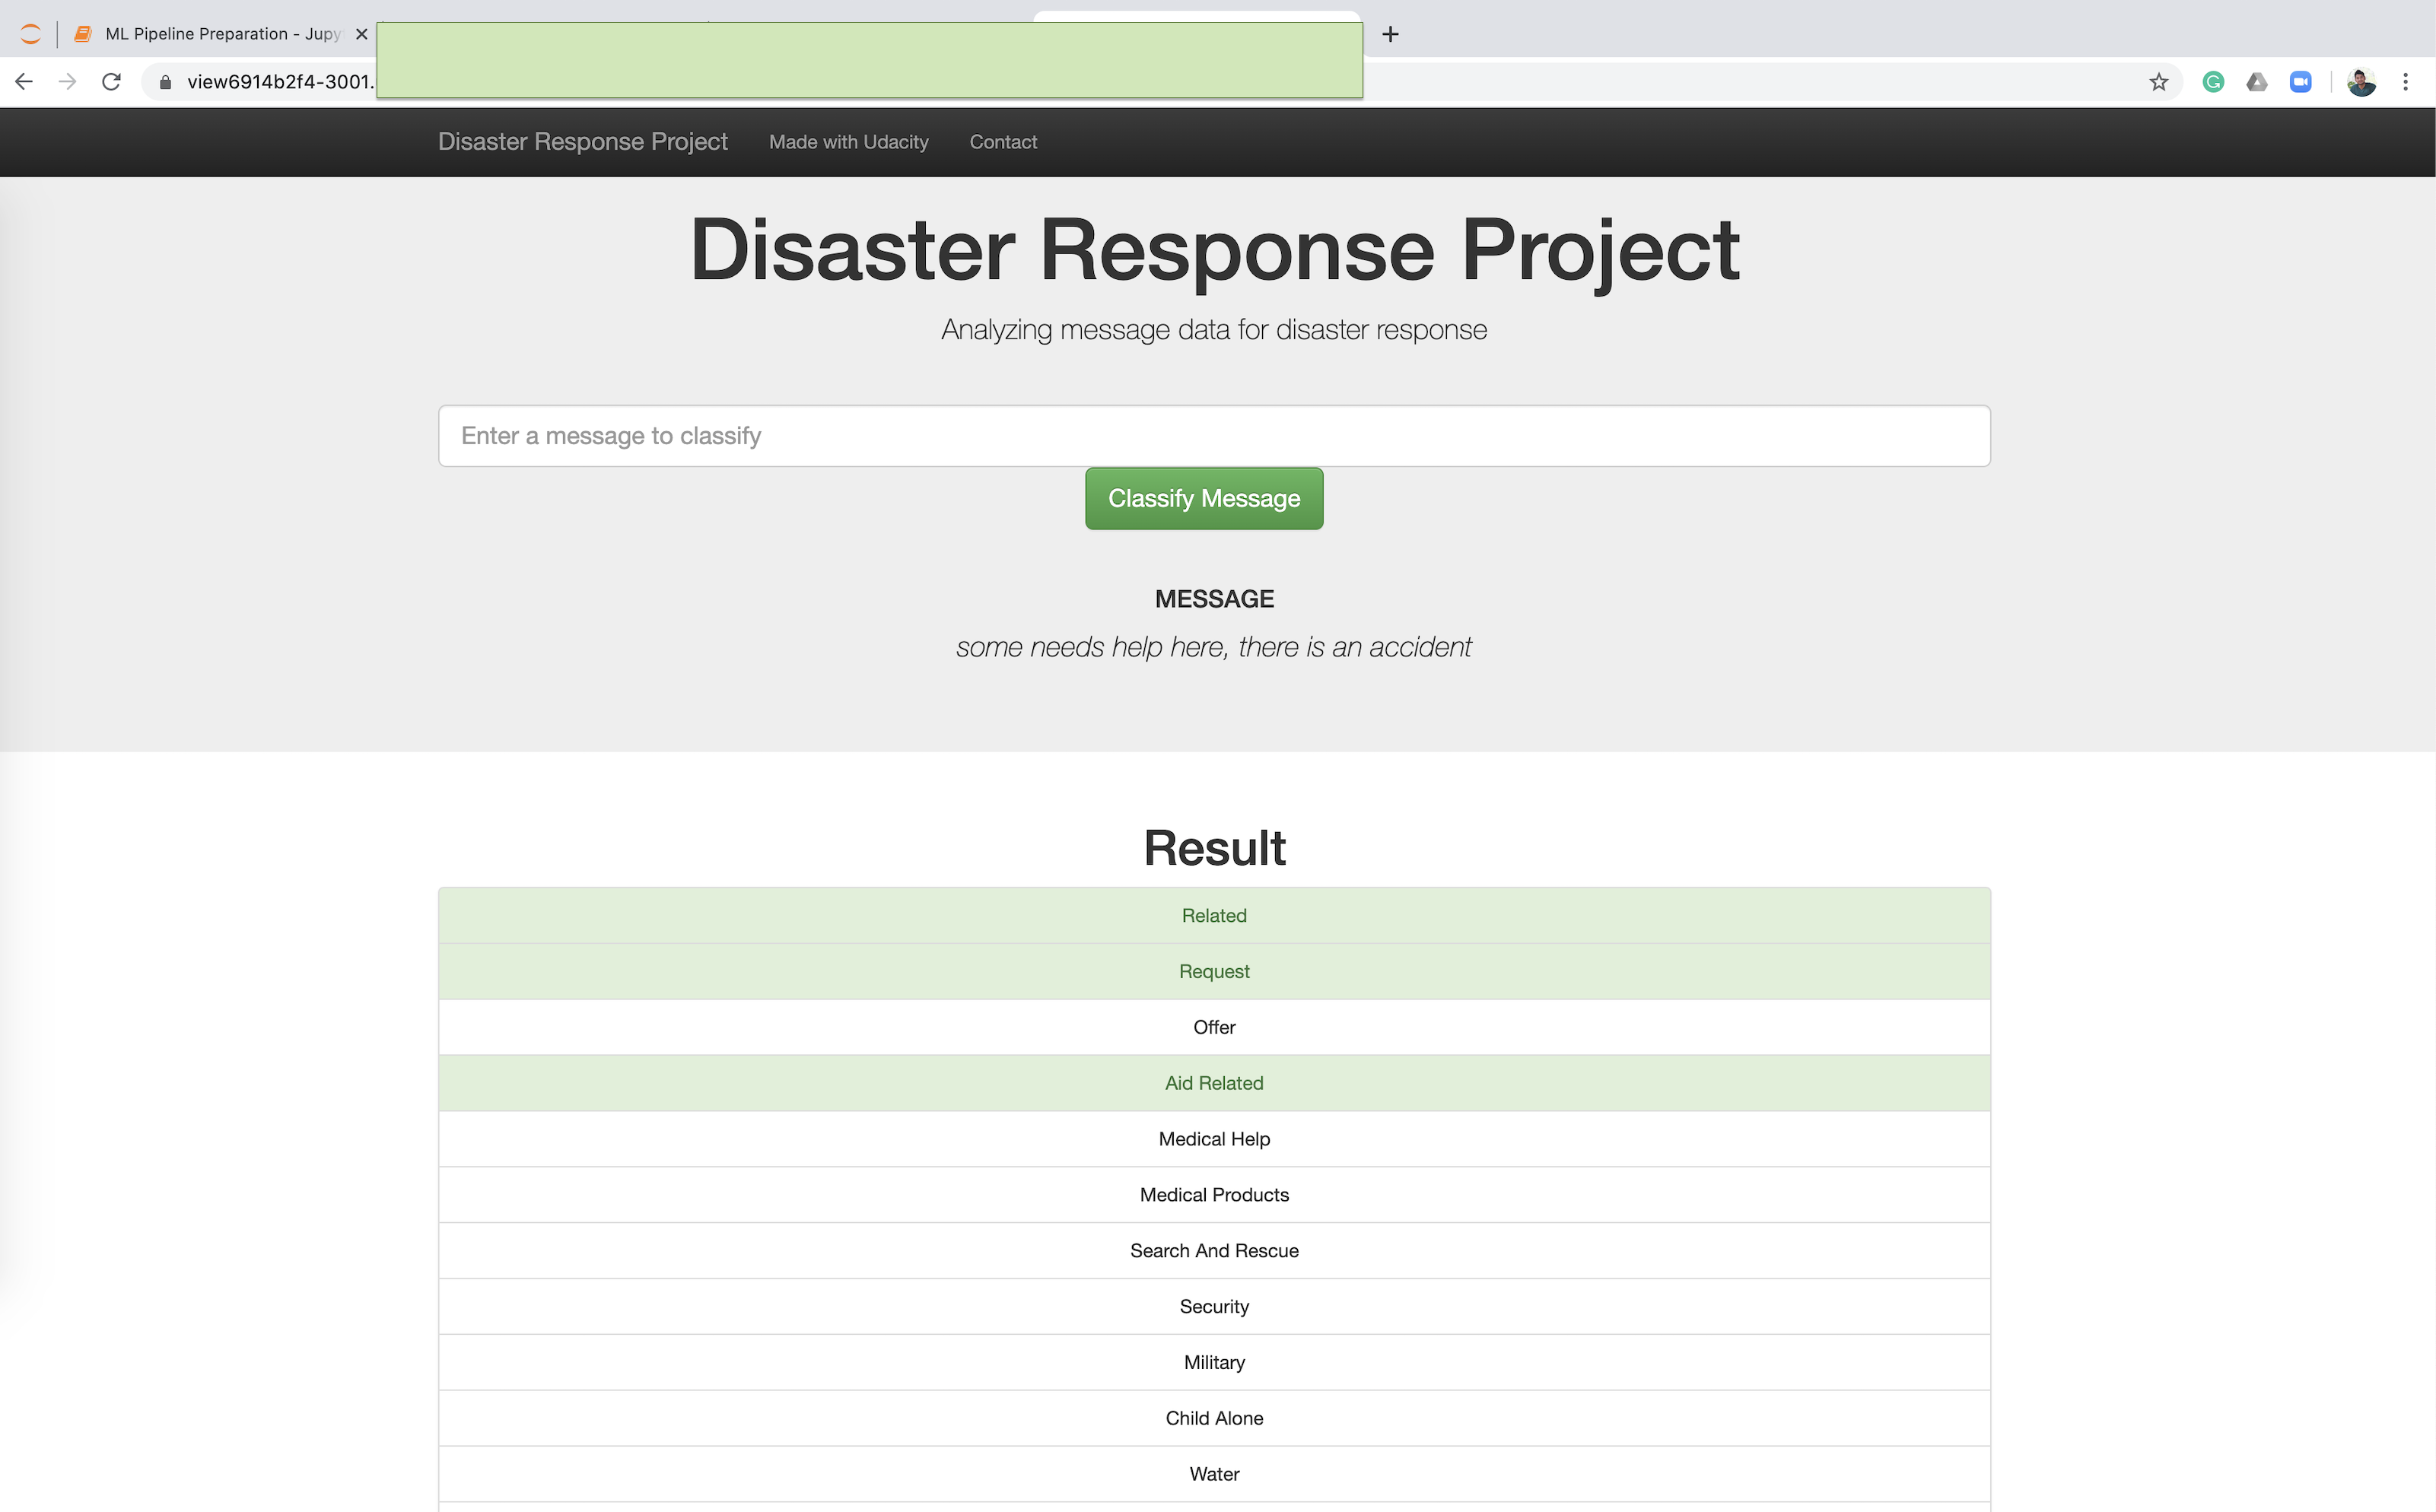 ML Pipeline Preparation - Jupy
view6914b2f4-3001.
Disaster Response Project Made with Udacity Contact
Disaster Response Project
Analyzing message data for disaster response
Enter a message to classify
Classify Message
MESSAGE
some needs help here, there is an accident
Result
Related
Request
Offer
Aid Related
Medical Help
Medical Products
Search And Rescue
Security
Military
Child Alone
Water